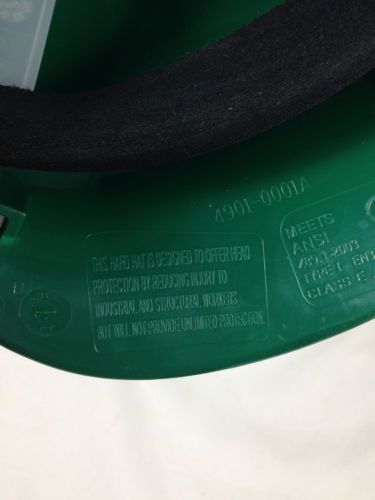 4901-0001A
THIS HARD HAT IS DESIGNED TO OFFER HEAD
PROTECTION BY REDUCING INJURY TO
INDUSTRIAL AND STRUCTURAL WORKERS
BUT WILL NOT PROVIDE UNLIMITED PROTECTION.
MEETS
ANSI
Z89.1-2003
TYPE I
CLASS E